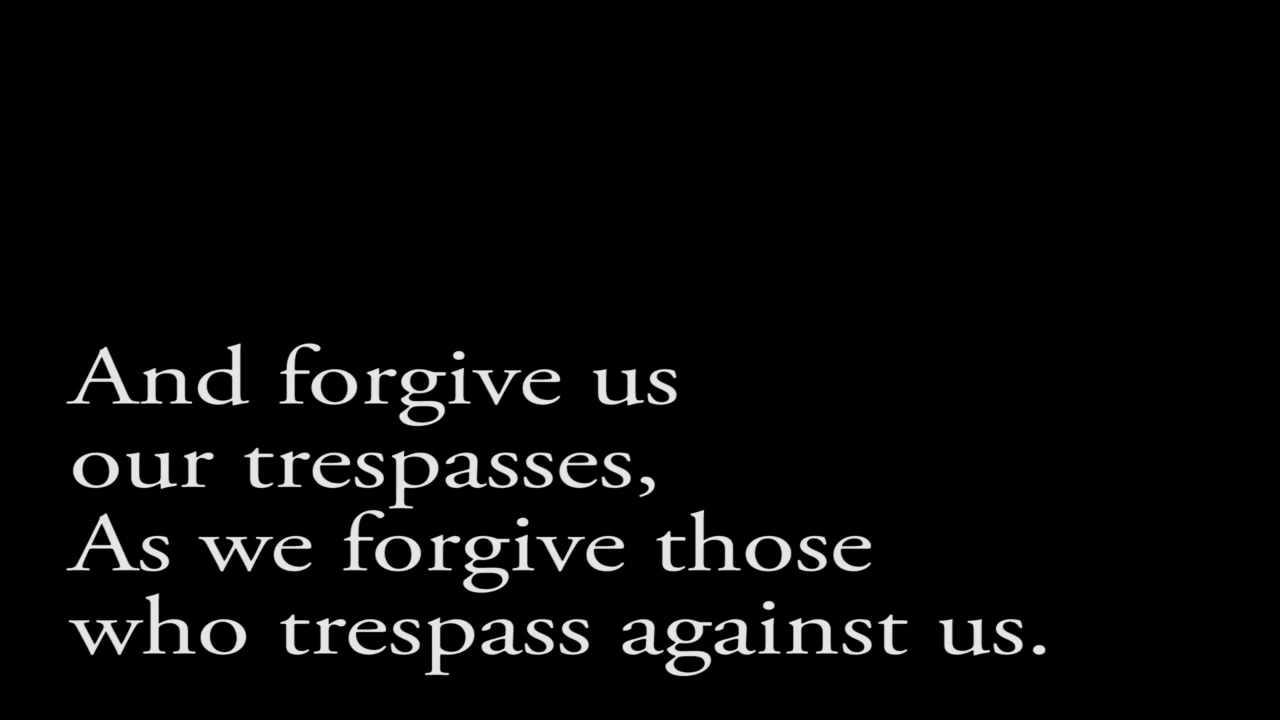 And forgive us
our trespasses,
As we forgive those
who trespass against us.